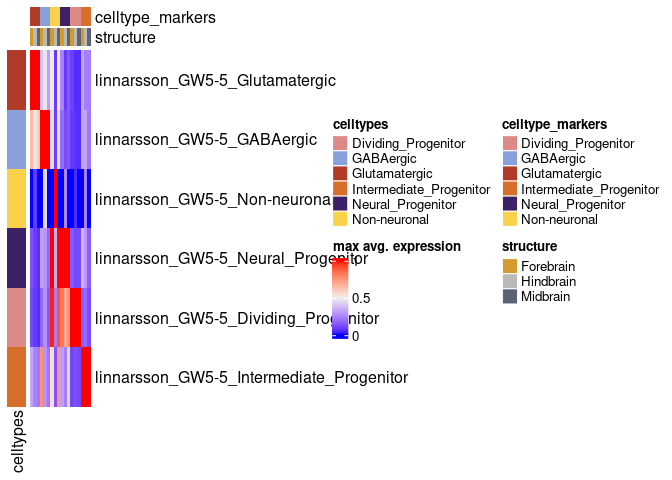 celltype_markers
structure
linnarsson_GW5-5_Glutamatergic
linnarsson_GW5-5_GABAergic
linnarsson_GW5-5_Non-neuronal
linnarsson_GW5-5_Neural_Progenitor
linnarsson_GW5-5_Dividing_Progenitor
linnarsson_GW5-5_Intermediate_Progenitor
celltypes
celltypes
Dividing_Progenitor
GABAergic
Glutamatergic
Intermediate_Progenitor
Neural_Progenitor
Non-neuronal
max avg. expression
0.5
0
celltype_markers
Dividing_Progenitor
GABAergic
Glutamatergic
Intermediate_Progenitor
Neural_Progenitor
Non-neuronal
structure
Forebrain
Hindbrain
Midbrain